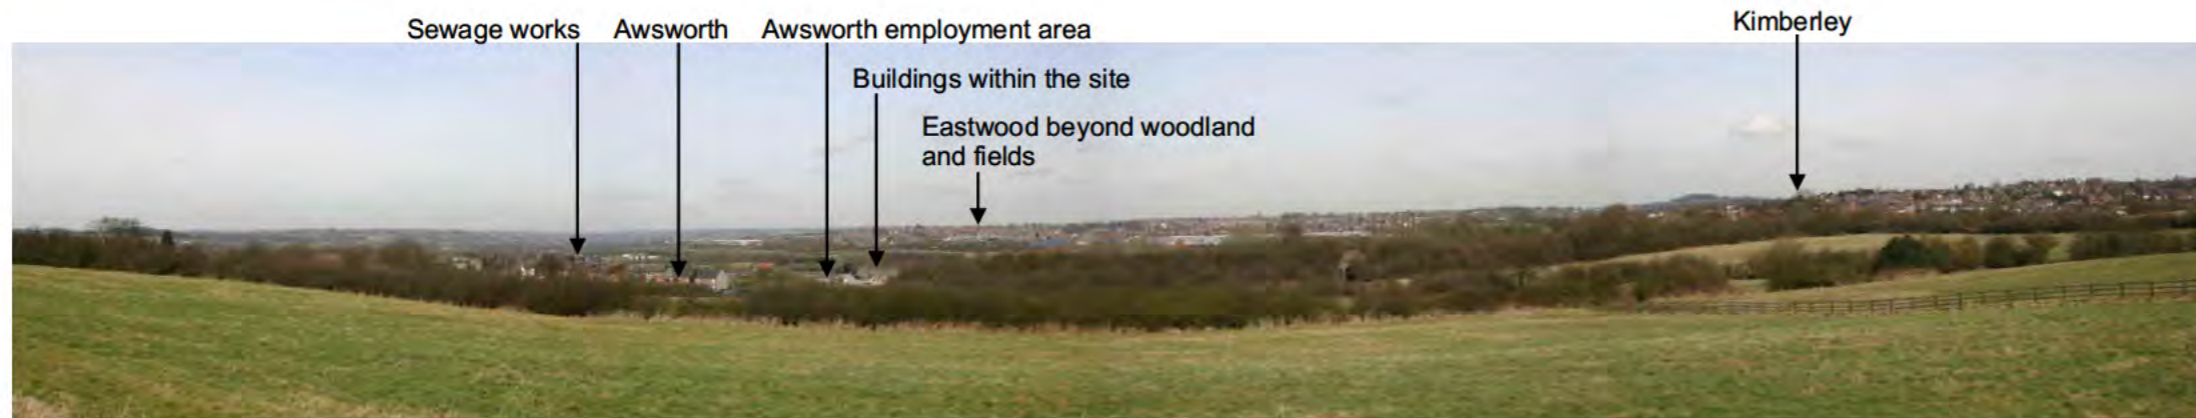 Sewage works
Awsworth
Awsworth employment area
Kimberley
Buildings within the site
Eastwood beyond woodland
and fields